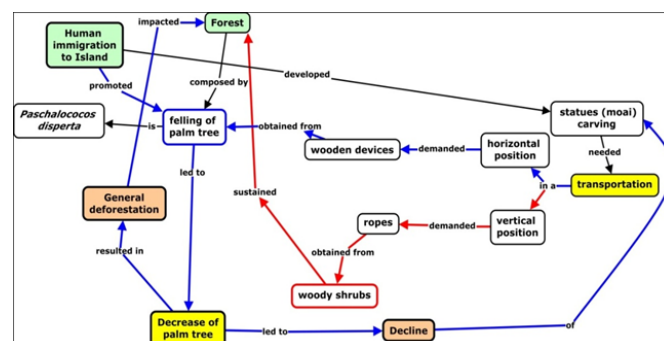 impacted
Forest
Human
immigration
to Island
developed
promoted
composed by
Paschalococos
disperta
is
felling of
palm tree
obtained from
wooden devices
demanded
horizontal
position
statues (moai)
carving
needed
in a
transportation
led to
General
deforestation
sustained
ropes
demanded
vertical
position
obtained from
resulted in
woody shrubs
Decrease of
palm tree
led to
Decline
of